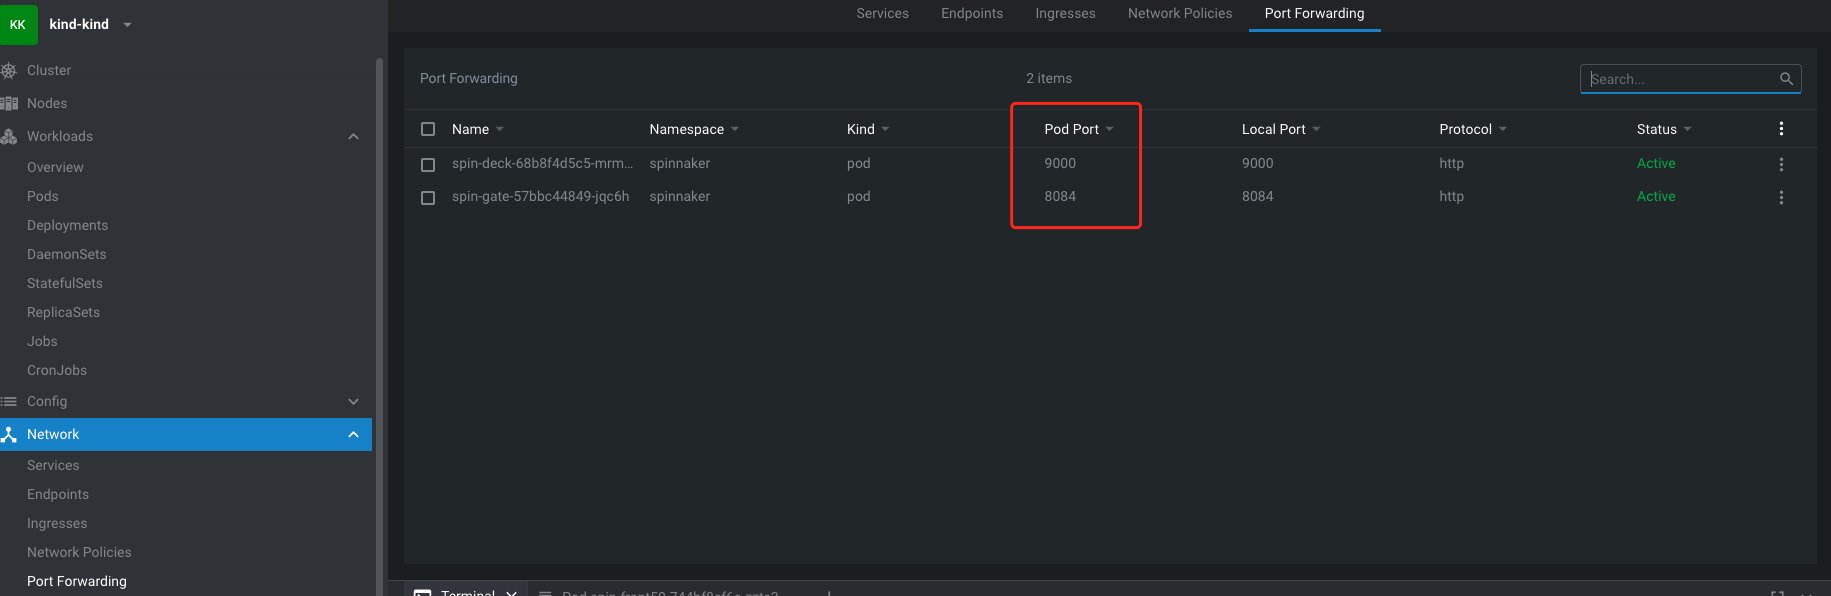 KK kind-kind
Cluster
Nodes
Workloads
Overview
Pods
Deployments
DaemonSets
StatefulSets
ReplicaSets
Jobs
CronJobs
Config
Network
Services
Endpoints
Ingresses
Network Policies
Port Forwarding
Services Endpoints Ingresses Network Policies Port Forwarding
Port Forwarding 2 items Search...
Name Namespace Kind Pod Port Local Port Protocol Status
spin-deck-68b8f4d5c5-mrm... spinnaker pod 9000 9000 http Active
spin-gate-57bbc44849-jqc6h spinnaker pod 8084 8084 http Active
Terminal Pod